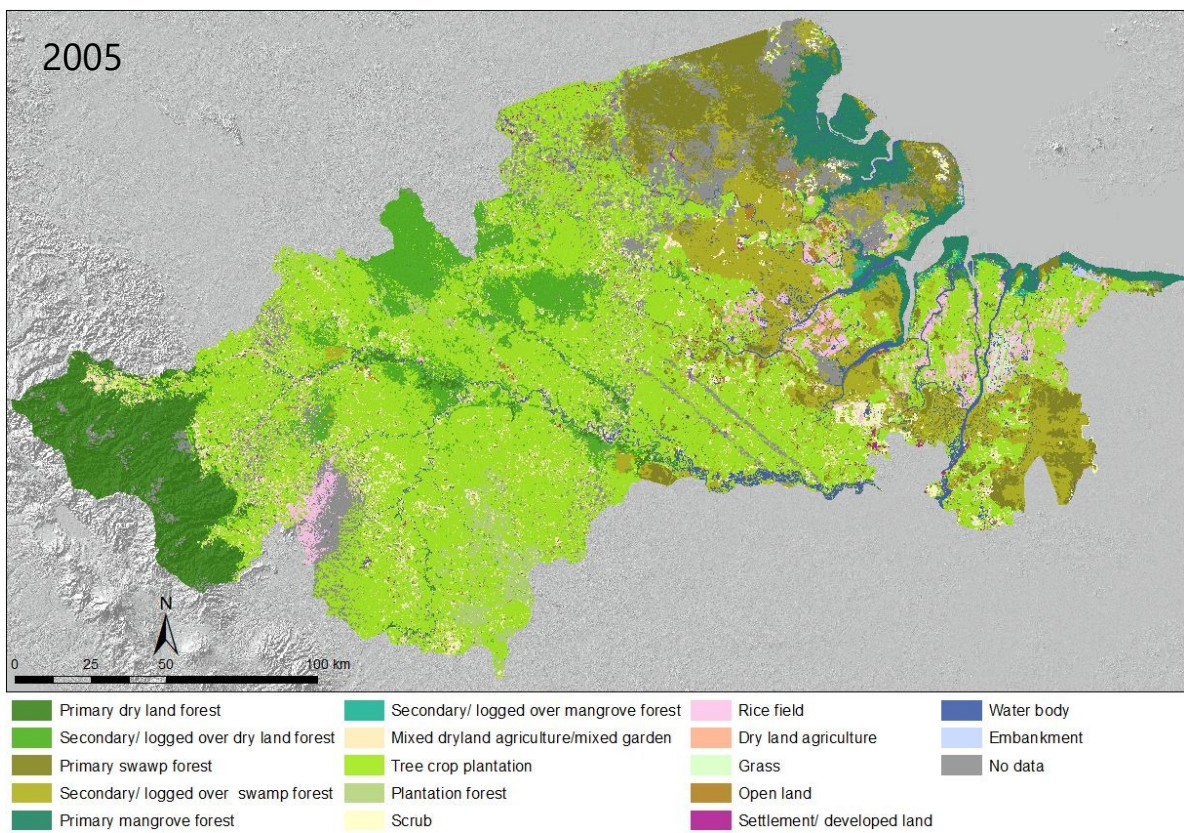 2005
N
0 25 50 100 km
Primary dry land forest
Secondary/ logged over dry land forest
Primary swawp forest
Secondary/ logged over swamp forest
Primary mangrove forest
Secondary/ logged over mangrove forest
Mixed dryland agriculture/mixed garden
Tree crop plantation
Plantation forest
Scrub
Rice field
Dry land agriculture
Grass
Open land
Settlement/ developed land
Water body
Embankment
No data